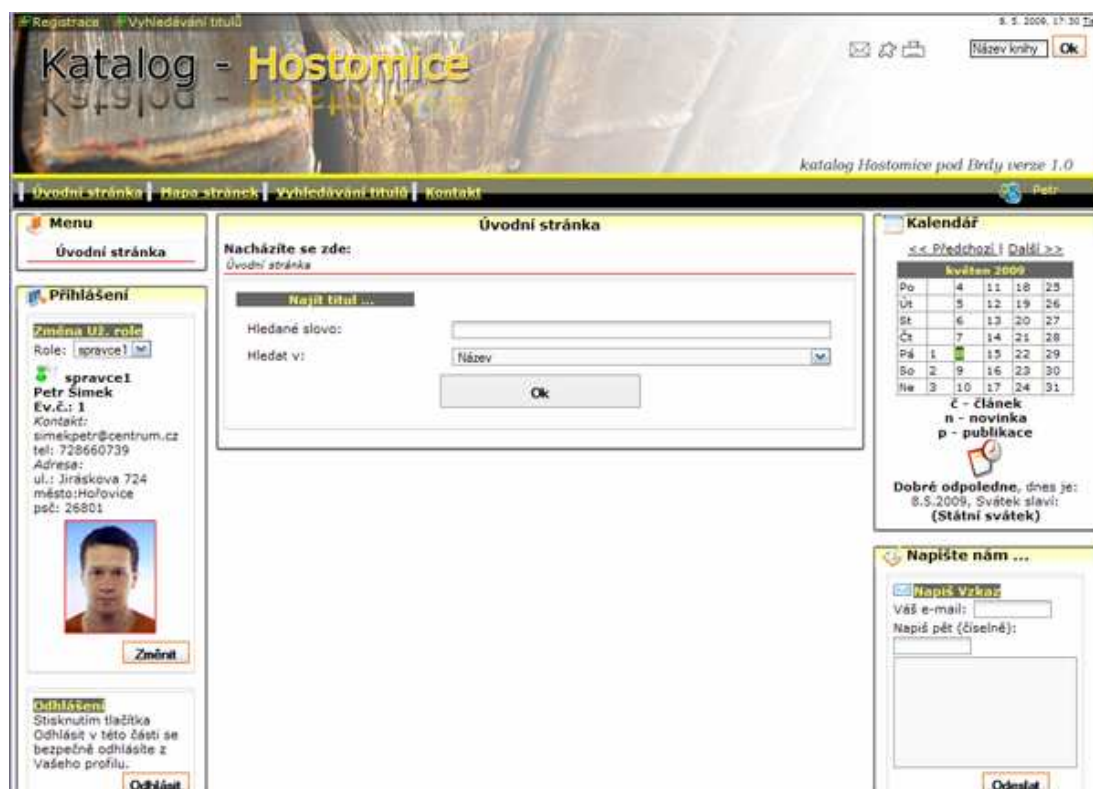 Registrace Vyhledávání titulů
8. 5. 2009, 17:30
Katalog - Hostomice
Název knihy Ok
katalog Hostomice pod Brdy verze 1.0
Úvodní stránka Mapa stránek Vyhledávání titulů Kontakt
Petr
Menu
Úvodní stránka
Přihlášení
Změna Už. role
Role: spravce1
spravce1
Petr Šimek
Ev.č.: 1
Kontakt:
simekpetr@centrum.cz
tel: 728660739
Adresa:
ul.: Jiráskova 724
město:Hořovice
psč: 26801
Změnit
Odhlášení
Stisknutím tlačítka
Odhlásit v této části se
bezpečně odhlásíte z
Vašeho profilu.
Odhlásit
Úvodní stránka
Nacházíte se zde:
Úvodní stránka
Najít titul ...
Hledané slovo:
Hledat v: Název
Ok
Kalendář
<< Předchozí | Další >>
květen 2009
Po 4 11 18 25
Út 5 12 19 26
St 6 13 20 27
Čt 7 14 21 28
Pá 1 8 15 22 29
So 2 9 16 23 30
Ne 3 10 17 24 31
č - článek
n - novinka
p - publikace
Dobré odpoledne, dnes je:
8.5.2009, Svátek slaví:
(Státní svátek)
Napište nám ...
Napiš Vzkaz
Váš e-mail:
Napiš pět (číselně):
Odeslat